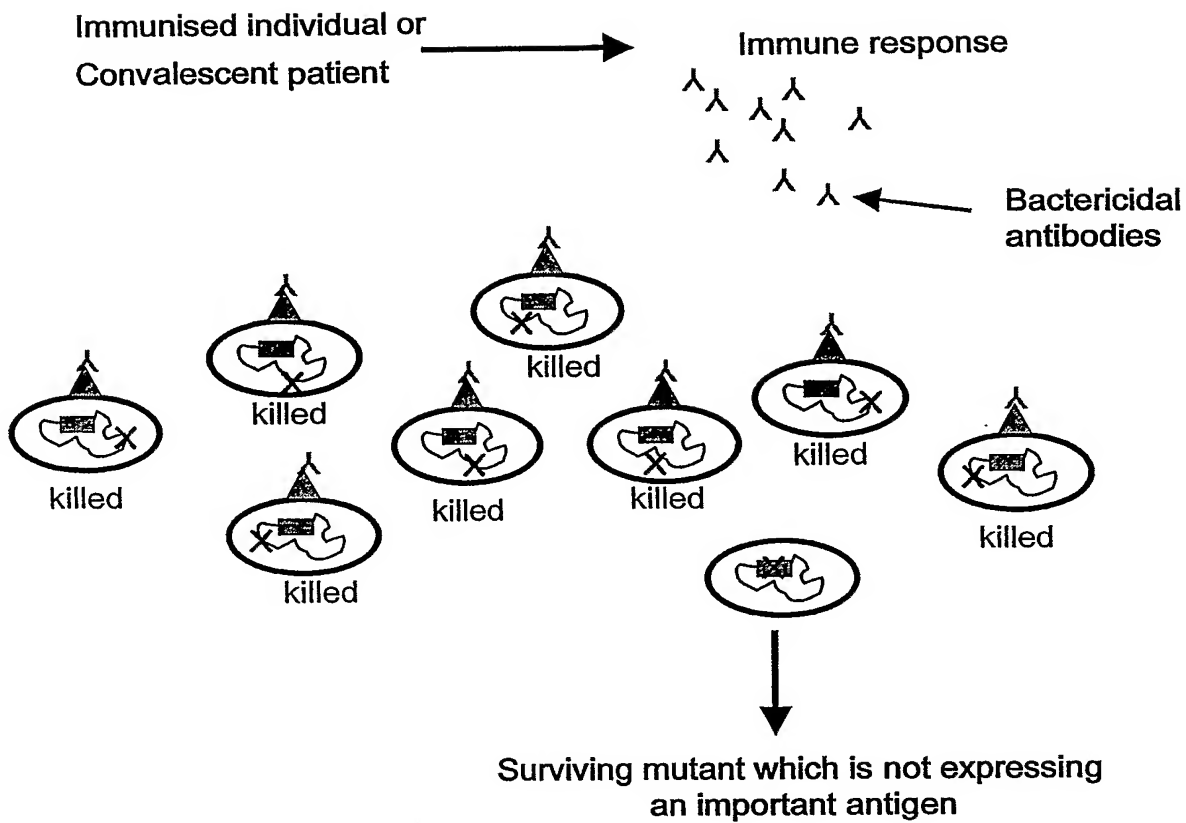 Immunised individual or
Convalescent patient
Immune response
Bactericidal
antibodies
killed
killed
killed
killed
killed
killed
killed
killed
killed
Surviving mutant which is not expressing
an important antigen